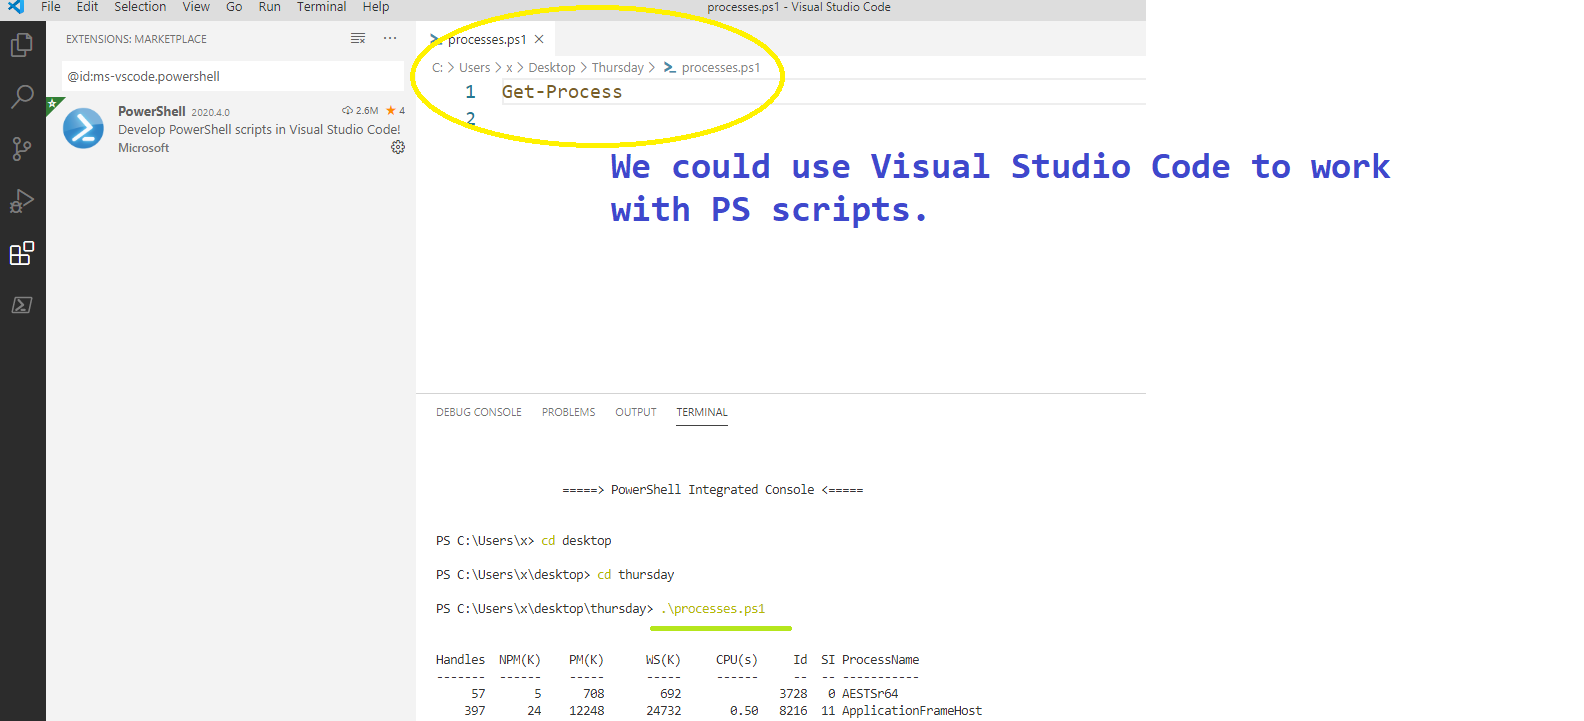 File Edit Selection View Go Run Terminal Help processes.ps1 - Visual Studio Code
EXTENSIONS: MARKETPLACE
@id:ms-vscode.powershell
PowerShell 2020.4.0 2.6M 4
Develop PowerShell scripts in Visual Studio Code!
Microsoft
processes.ps1
C: > Users > x > Desktop > Thursday > processes.ps1
1 Get-Process
2
We could use Visual Studio Code to work
with PS scripts.
DEBUG CONSOLE PROBLEMS OUTPUT TERMINAL
=====> PowerShell Integrated Console <=====
PS C:\Users\x> cd desktop
PS C:\Users\x\desktop> cd thursday
PS C:\Users\x\desktop\thursday> .\processes.ps1
Handles NPM(K) PM(K) WS(K) CPU(s) Id SI ProcessName
------- ------ ----- ----- ------ -- -- -----------
57 5 708 692 3728 0 AESTSr64
397 24 12248 24732 0.50 8216 11 ApplicationFrameHost